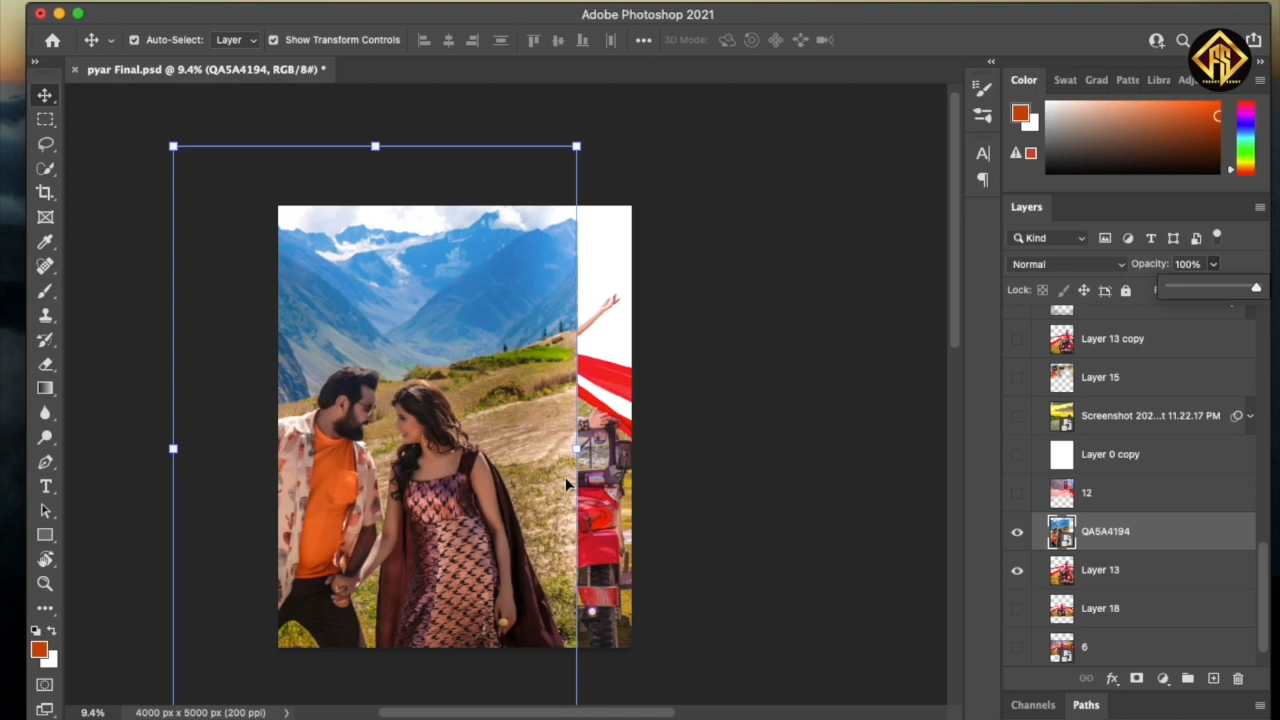 Adobe Photoshop 2021
Auto-Select: Layer Show Transform Controls 3D Mode:
pyar Final.psd @ 9.4% (QA5A4194, RGB/8#) *
Color Swat Grad Patte Libra
FS
Layers
Kind
Normal Opacity: 100%
Lock:
Layer 13 copy
Layer 15
Screenshot 202...t 11.22.17 PM
Layer 0 copy
12
QA5A4194
Layer 13
Layer 18
6
Channels Paths
9.4% 4000 px x 5000 px (200 ppi)